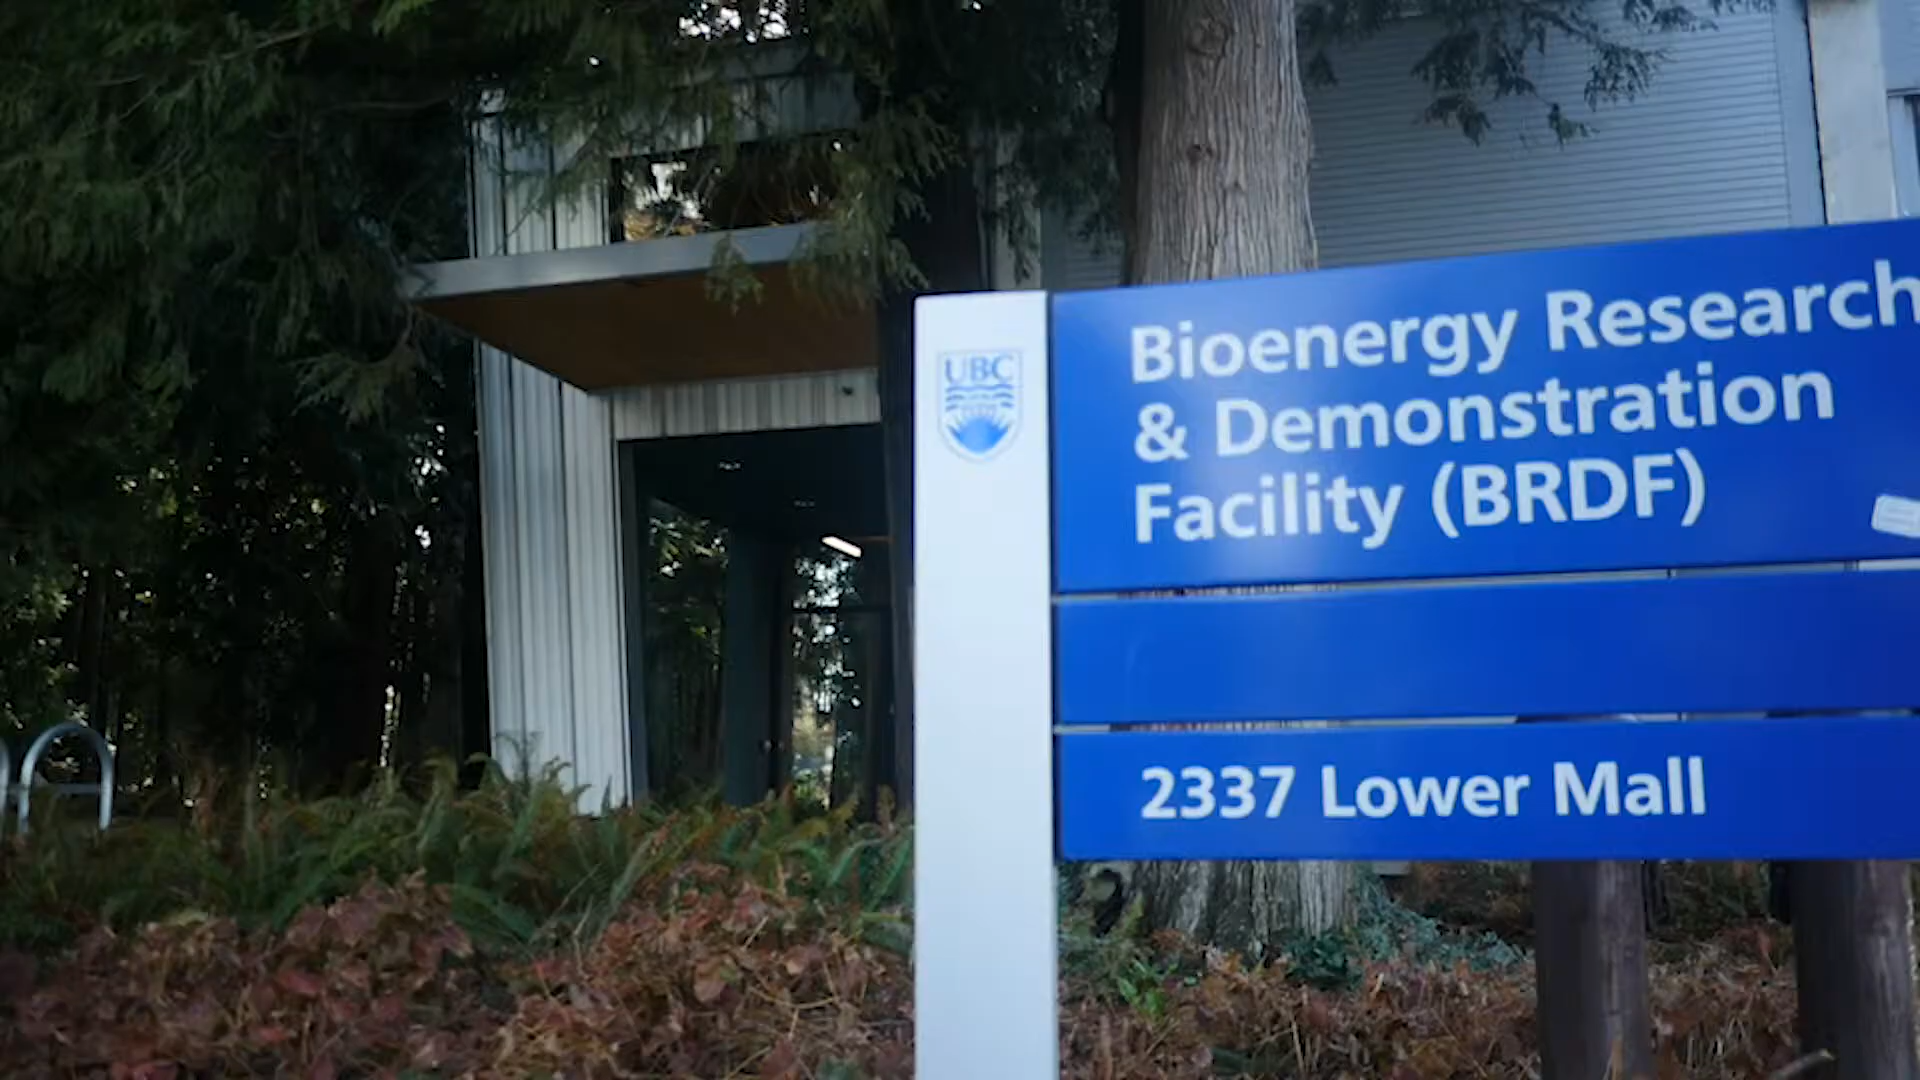 UBC
Bioenergy Research
& Demonstration
Facility (BRDF)
2337 Lower Mall